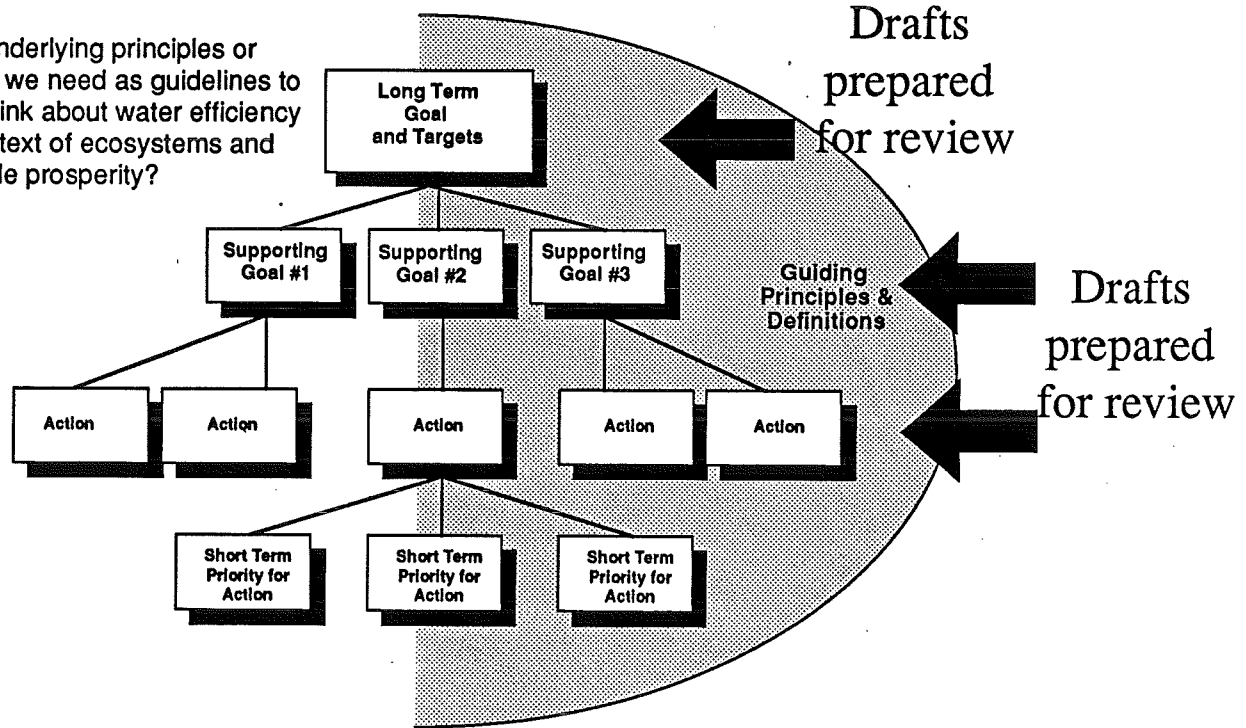 nderlying principles or
we need as guidelines to
ink about water efficiency
text of ecosystems and
le prosperity?
Drafts
prepared
for review
Long Term
Goal
and Targets
Supporting
Goal #1
Supporting
Goal #2
Supporting
Goal #3
Guiding
Principles &
Definitions
Drafts
prepared
for review
Action
Action
Action
Action
Action
Short Term
Priority for
Action
Short Term
Priority for
Action
Short Term
Priority for
Action